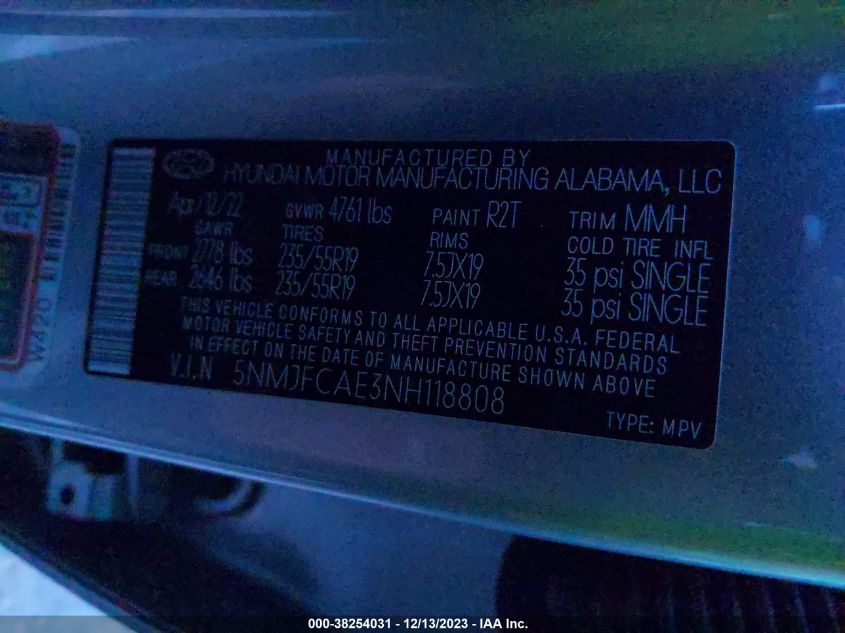 MANUFACTURED BY
HYUNDAI MOTOR MANUFACTURING ALABAMA, LLC
Apr/12/22 GVWR 4761 lbs PAINT R2T TRIM MMH
GAWR TIRES RIMS COLD TIRE INFL
FRONT 2778 lbs 235/55R19 7.5JX19 35 psi SINGLE
REAR 2646 lbs 235/55R19 7.5JX19 35 psi SINGLE
THIS VEHICLE CONFORMS TO ALL APPLICABLE U.S.A. FEDERAL
MOTOR VEHICLE SAFETY AND THEFT PREVENTION STANDARDS
IN EFFECT ON THE DATE OF MANUFACTURE SHOWN ABOVE
V.I.N 5NMJFCAE3NH118808
TYPE: MPV
W426
000-38254031 - 12/13/2023 - IAA Inc.